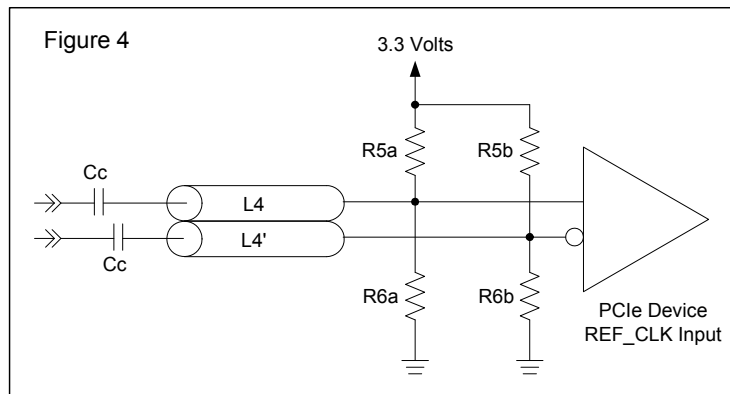 Figure 4
3.3 Volts
R5a
R5b
Cc
L4
L4'
Cc
R6a
R6b
PCIe Device
REF_CLK Input